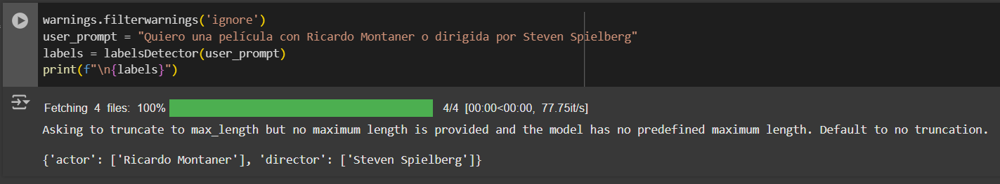 warnings.filterwarnings('ignore')
user_prompt = "Quiero una película con Ricardo Montaner o dirigida por Steven Spielberg"
labels = labelsDetector(user_prompt)
print(f"\n{labels}")
Fetching 4 files: 100% 4/4 [00:00<00:00, 77.75it/s]
Asking to truncate to max_length but no maximum length is provided and the model has no predefined maximum length. Default to no truncation.
{'actor': ['Ricardo Montaner'], 'director': ['Steven Spielberg']}